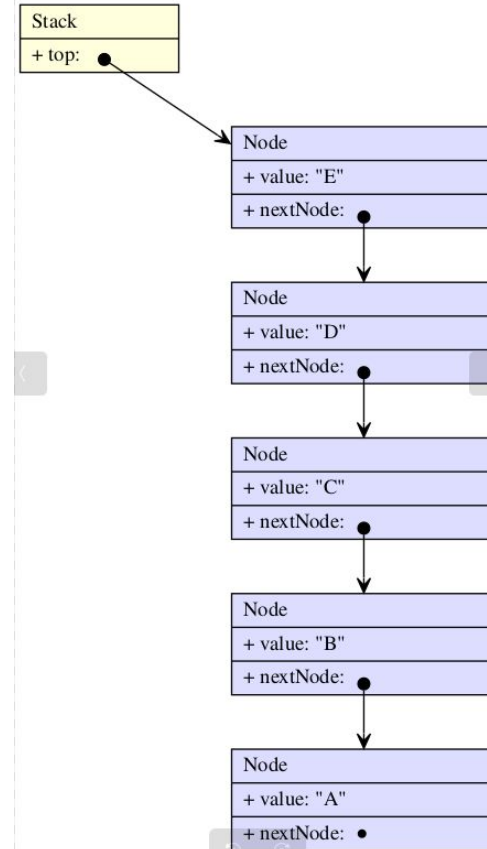 Stack
+ top:
Node
+ value: "E"
+ nextNode:
Node
+ value: "D"
+ nextNode:
Node
+ value: "C"
+ nextNode:
Node
+ value: "B"
+ nextNode:
Node
+ value: "A"
+ nextNode: